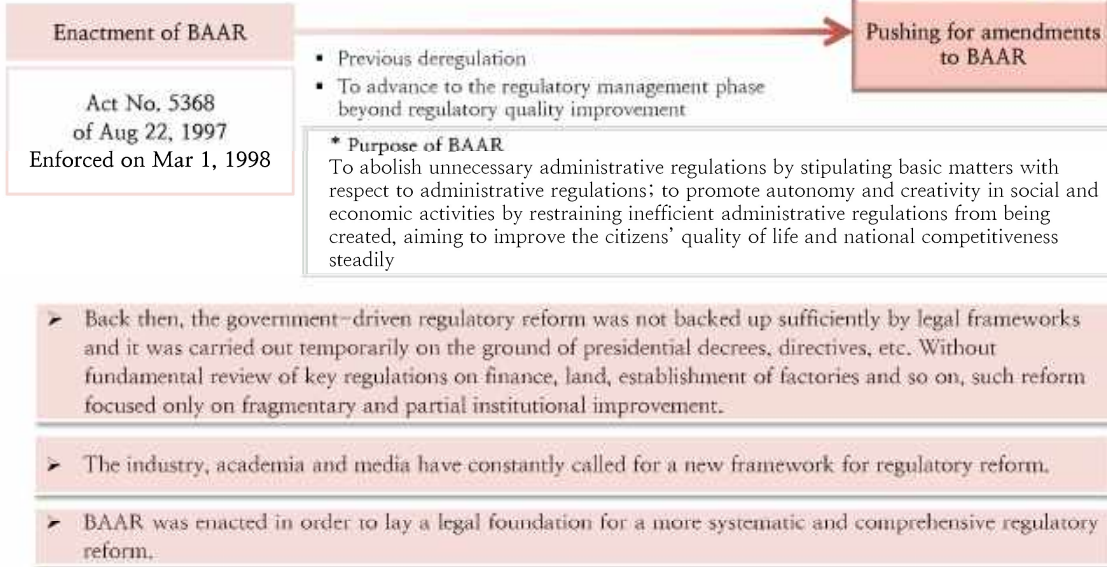 Enactment of BAAR
Pushing for amendments
to BAAR
Act No. 5368
of Aug 22, 1997
Enforced on Mar 1, 1998
▪ Previous deregulation
▪ To advance to the regulatory management phase
beyond regulatory quality improvement
* Purpose of BAAR
To abolish unnecessary administrative regulations by stipulating basic matters with
respect to administrative regulations; to promote autonomy and creativity in social and
economic activities by restraining inefficient administrative regulations from being
created, aiming to improve the citizens' quality of life and national competitiveness
steadily
➤ Back then, the government-driven regulatory reform was not backed up sufficiently by legal frameworks
and it was carried out temporarily on the ground of presidential decrees, directives, etc. Without
fundamental review of key regulations on finance, land, establishment of factories and so on, such reform
focused only on fragmentary and partial institutional improvement.
➤ The industry, academia and media have constantly called for a new framework for regulatory reform.
➤ BAAR was enacted in order to lay a legal foundation for a more systematic and comprehensive regulatory
reform.